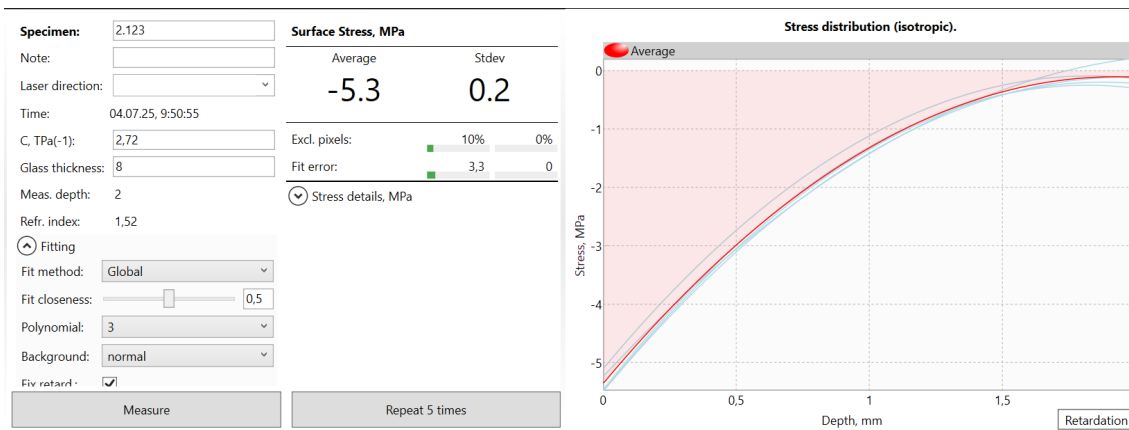 Specimen: 2.123
Note:
Laser direction:
Time: 04.07.25, 9:50:55
C, TPa(-1): 2,72
Glass thickness: 8
Meas. depth: 2
Refr. index: 1,52
Fitting
Fit method: Global
Fit closeness: 0,5
Polynomial: 3
Background: normal
Fix retard.:
Measure
Surface Stress, MPa
Average Stdev
-5.3 0.2
Excl. pixels: 10% 0%
Fit error: 3,3 0
Stress details, MPa
Repeat 5 times
Stress distribution (isotropic).
Average
Stress, MPa
0
-1
-2
-3
-4
-5
0 0,5 1 1,5
Depth, mm
Retardation